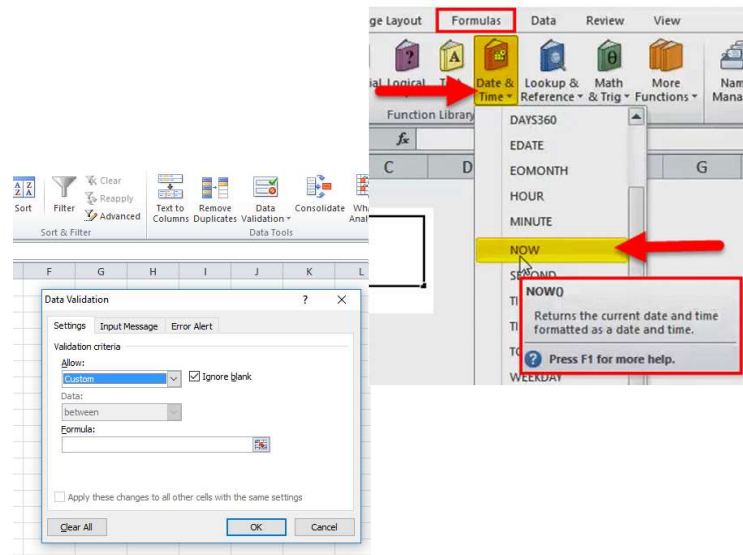 ge Layout Formulas Data Review View
ial Logical Date & Lookup & Math More Nam
Time Reference & Trig Functions Mana
Function Library
fx
C D G
DAYS360
EDATE
EOMONTH
HOUR
MINUTE
NOW
SECOND
NOW()
Returns the current date and time
formatted as a date and time.
Press F1 for more help.
WEEKDAY
A Z Clear
Z A Reapply
Sort Filter Advanced Text to Remove Data Consolidate Wh
Columns Duplicates Validation Anal
Sort & Filter Data Tools
F G H I J K L
Data Validation ? X
Settings Input Message Error Alert
Validation criteria
Allow:
Custom Ignore blank
Data:
between
Formula:
Apply these changes to all other cells with the same settings
Clear All OK Cancel